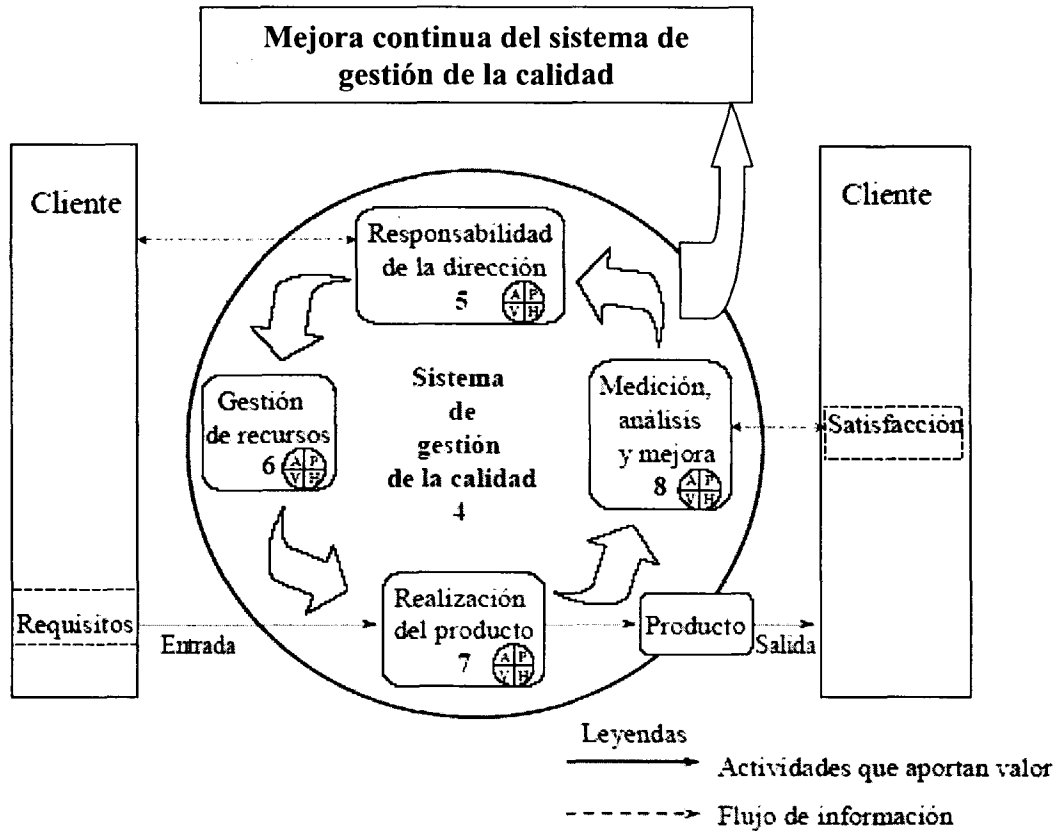 Mejora continua del sistema de
gestión de la calidad
Cliente
Cliente
Responsabilidad
de la dirección
5
A P
V H
Gestión
de recursos
6
A P
V H
Sistema
de
gestión
de la calidad
4
Medición,
análisis
y mejora
8
A P
V H
Satisfacción
Requisitos
Entrada
Realización
del producto
7
A P
V H
Producto
Salida
Leyendas
Actividades que aportan valor
Flujo de información